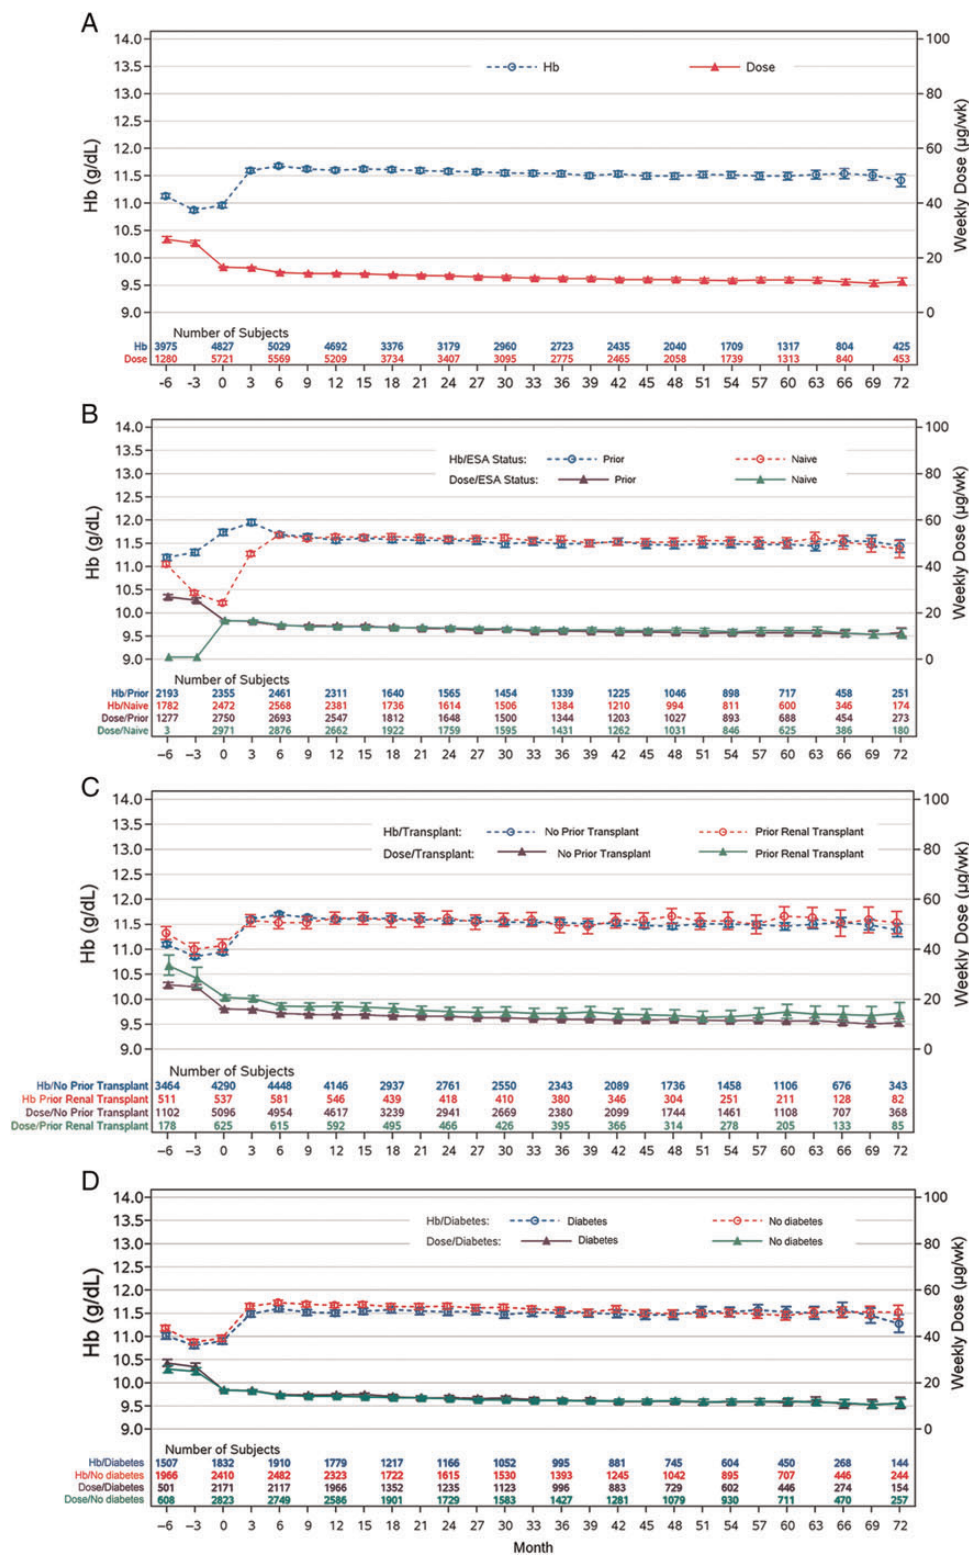 A
14.0
13.5
13.0
12.5
12.0
11.5
11.0
10.5
10.0
9.5
9.0
Hb (g/dL)
Hb Dose
100
80
60
40
20
0
Weekly Dose (µg/wk)
Number of Subjects
Hb 3975 4827 5029 4692 3376 3179 2960 2723 2435 2040 1709 1317 804 425
Dose 1280 5721 5569 5209 3734 3407 3095 2775 2465 2058 1739 1313 840 453
−6 −3 0 3 6 9 12 15 18 21 24 27 30 33 36 39 42 45 48 51 54 57 60 63 66 69 72
B
14.0
13.5
13.0
12.5
12.0
11.5
11.0
10.5
10.0
9.5
9.0
Hb (g/dL)
Hb/ESA Status: Prior Naive
Dose/ESA Status: Prior Naive
100
80
60
40
20
0
Weekly Dose (µg/wk)
Number of Subjects
Hb/Prior 2193 2355 2461 2311 1640 1565 1454 1339 1225 1046 898 717 458 251
Hb/Naive 1782 2472 2568 2381 1736 1614 1506 1384 1210 994 811 600 346 174
Dose/Prior 1277 2750 2693 2547 1812 1648 1500 1344 1203 1027 893 688 454 273
Dose/Naive 3 2971 2876 2662 1922 1759 1595 1431 1262 1031 846 625 386 180
−6 −3 0 3 6 9 12 15 18 21 24 27 30 33 36 39 42 45 48 51 54 57 60 63 66 69 72
C
14.0
13.5
13.0
12.5
12.0
11.5
11.0
10.5
10.0
9.5
9.0
Hb (g/dL)
Hb/Transplant: No Prior Transplant Prior Renal Transplant
Dose/Transplant: No Prior Transplant Prior Renal Transplant
100
80
60
40
20
0
Weekly Dose (µg/wk)
Number of Subjects
Hb/No Prior Transplant 3464 4290 4448 4146 2937 2761 2550 2343 2089 1736 1458 1106 676 343
Hb Prior Renal Transplant 511 537 581 546 439 418 410 380 346 304 251 211 128 82
Dose/No Prior Transplant 1102 5096 4954 4617 3239 2941 2669 2380 2099 1744 1461 1108 707 368
Dose/Prior Renal Transplant 178 625 615 592 495 466 426 395 366 314 278 205 133 85
−6 −3 0 3 6 9 12 15 18 21 24 27 30 33 36 39 42 45 48 51 54 57 60 63 66 69 72
D
14.0
13.5
13.0
12.5
12.0
11.5
11.0
10.5
10.0
9.5
9.0
Hb (g/dL)
Hb/Diabetes: Diabetes No diabetes
Dose/Diabetes: Diabetes No diabetes
100
80
60
40
20
0
Weekly Dose (µg/wk)
Number of Subjects
Hb/Diabetes 1507 1832 1910 1779 1217 1166 1052 995 881 745 604 450 268 144
Hb/No diabetes 1966 2410 2482 2323 1722 1615 1530 1393 1245 1042 895 707 446 244
Dose/Diabetes 501 2171 2117 1966 1352 1235 1123 996 883 729 602 446 274 154
Dose/No diabetes 608 2823 2749 2586 1901 1729 1583 1427 1281 1079 930 711 470 257
−6 −3 0 3 6 9 12 15 18 21 24 27 30 33 36 39 42 45 48 51 54 57 60 63 66 69 72
Month